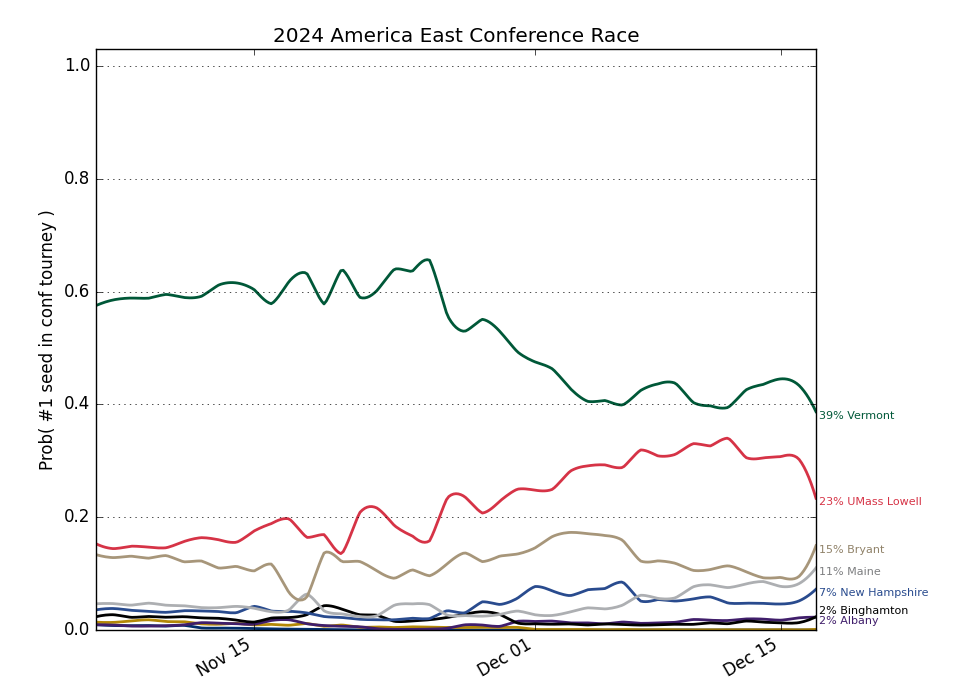 2024 America East Conference Race
Prob( #1 seed in conf tourney )
1.0
0.8
0.6
0.4
0.2
0.0
Nov 15
Dec 01
Dec 15
39% Vermont
23% UMass Lowell
15% Bryant
11% Maine
7% New Hampshire
2% Binghamton
2% Albany